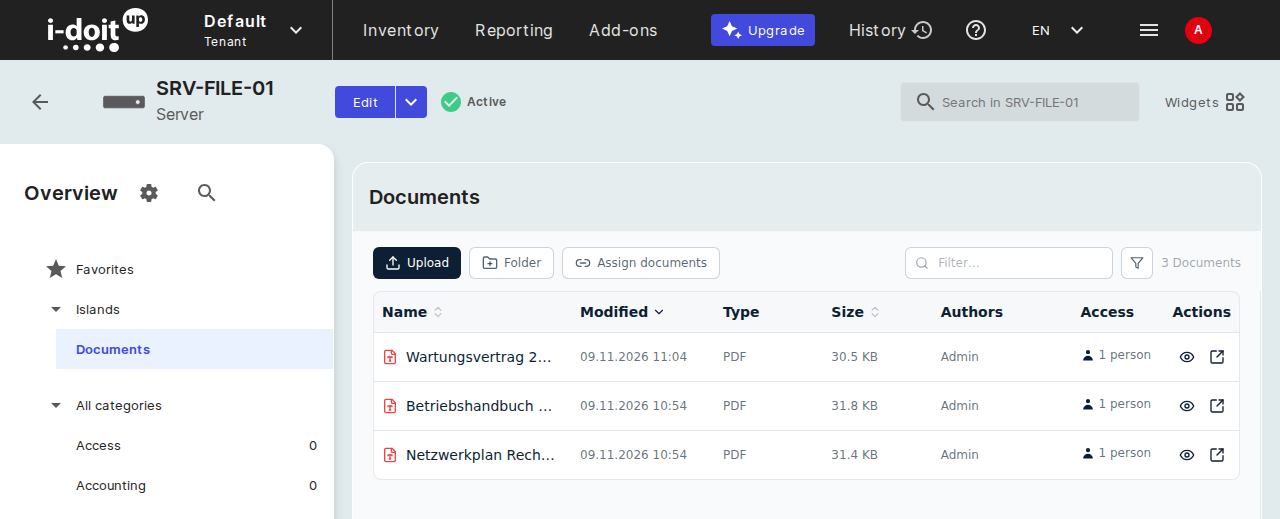 i-doit up
Default
Tenant
Inventory
Reporting
Add-ons
Upgrade
History
EN
A
SRV-FILE-01
Server
Edit
Active
Search in SRV-FILE-01
Widgets
Overview
Favorites
Islands
Documents
All categories
Access 0
Accounting 0
Documents
Upload
Folder
Assign documents
Filter...
3 Documents
Name Modified Type Size Authors Access Actions
Wartungsvertrag 2... 09.11.2026 11:04 PDF 30.5 KB Admin 1 person
Betriebshandbuch ... 09.11.2026 10:54 PDF 31.8 KB Admin 1 person
Netzwerkplan Rech... 09.11.2026 10:54 PDF 31.4 KB Admin 1 person